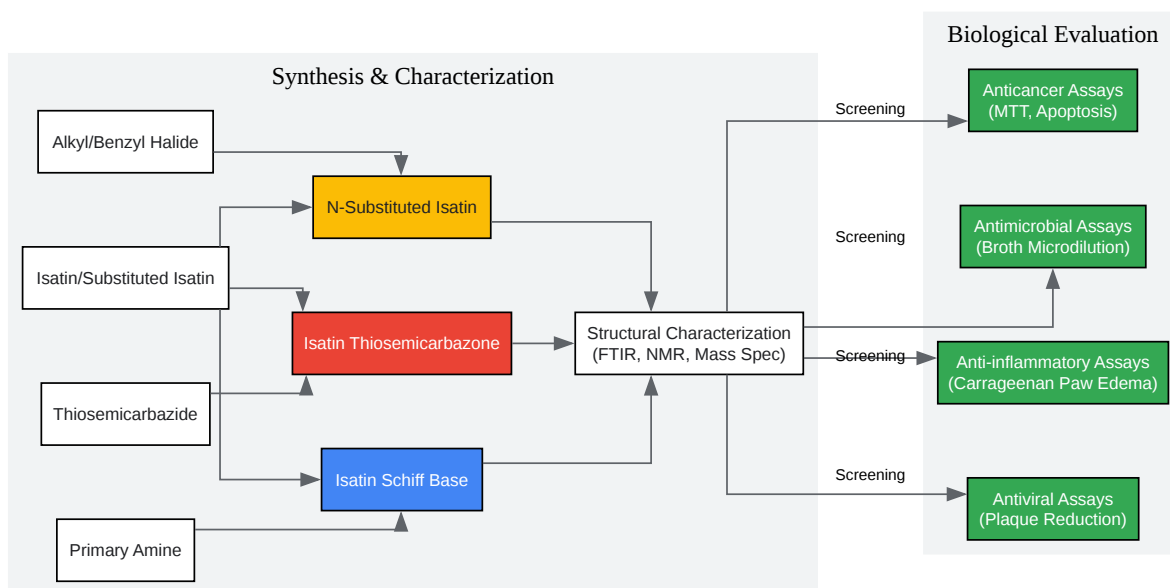 Synthesis & Characterization
Alkyl/Benzyl Halide
N-Substituted Isatin
Isatin/Substituted Isatin
Isatin Thiosemicarbazone
Thiosemicarbazide
Isatin Schiff Base
Primary Amine
Structural Characterization
(FTIR, NMR, Mass Spec)
Screening
Screening
Screening
Screening
Biological Evaluation
Anticancer Assays
(MTT, Apoptosis)
Antimicrobial Assays
(Broth Microdilution)
Anti-inflammatory Assays
(Carrageenan Paw Edema)
Antiviral Assays
(Plaque Reduction)